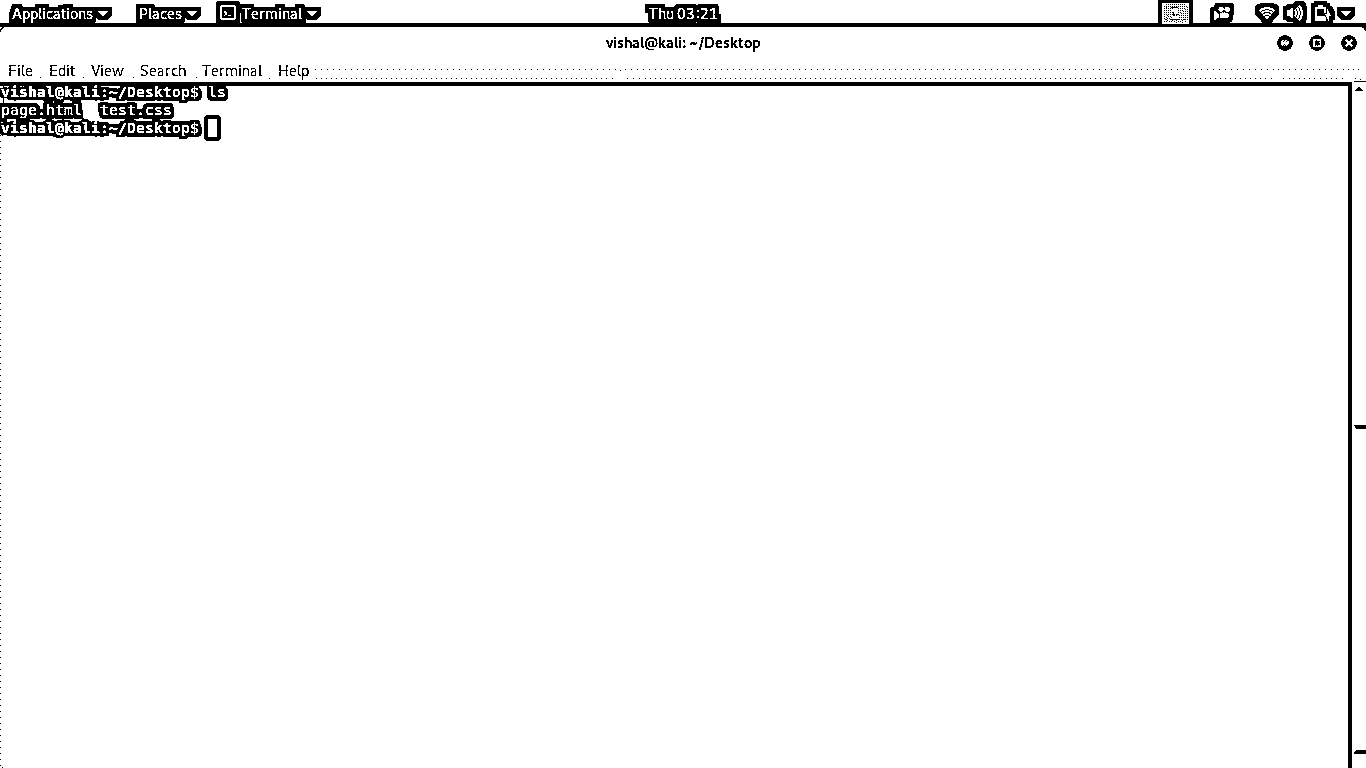 Applications Places Terminal Thu 03:21
vishal@kali: ~/Desktop
File Edit View Search Terminal Help
vishal@kali:~/Desktop$ ls
page.html test.css
vishal@kali:~/Desktop$